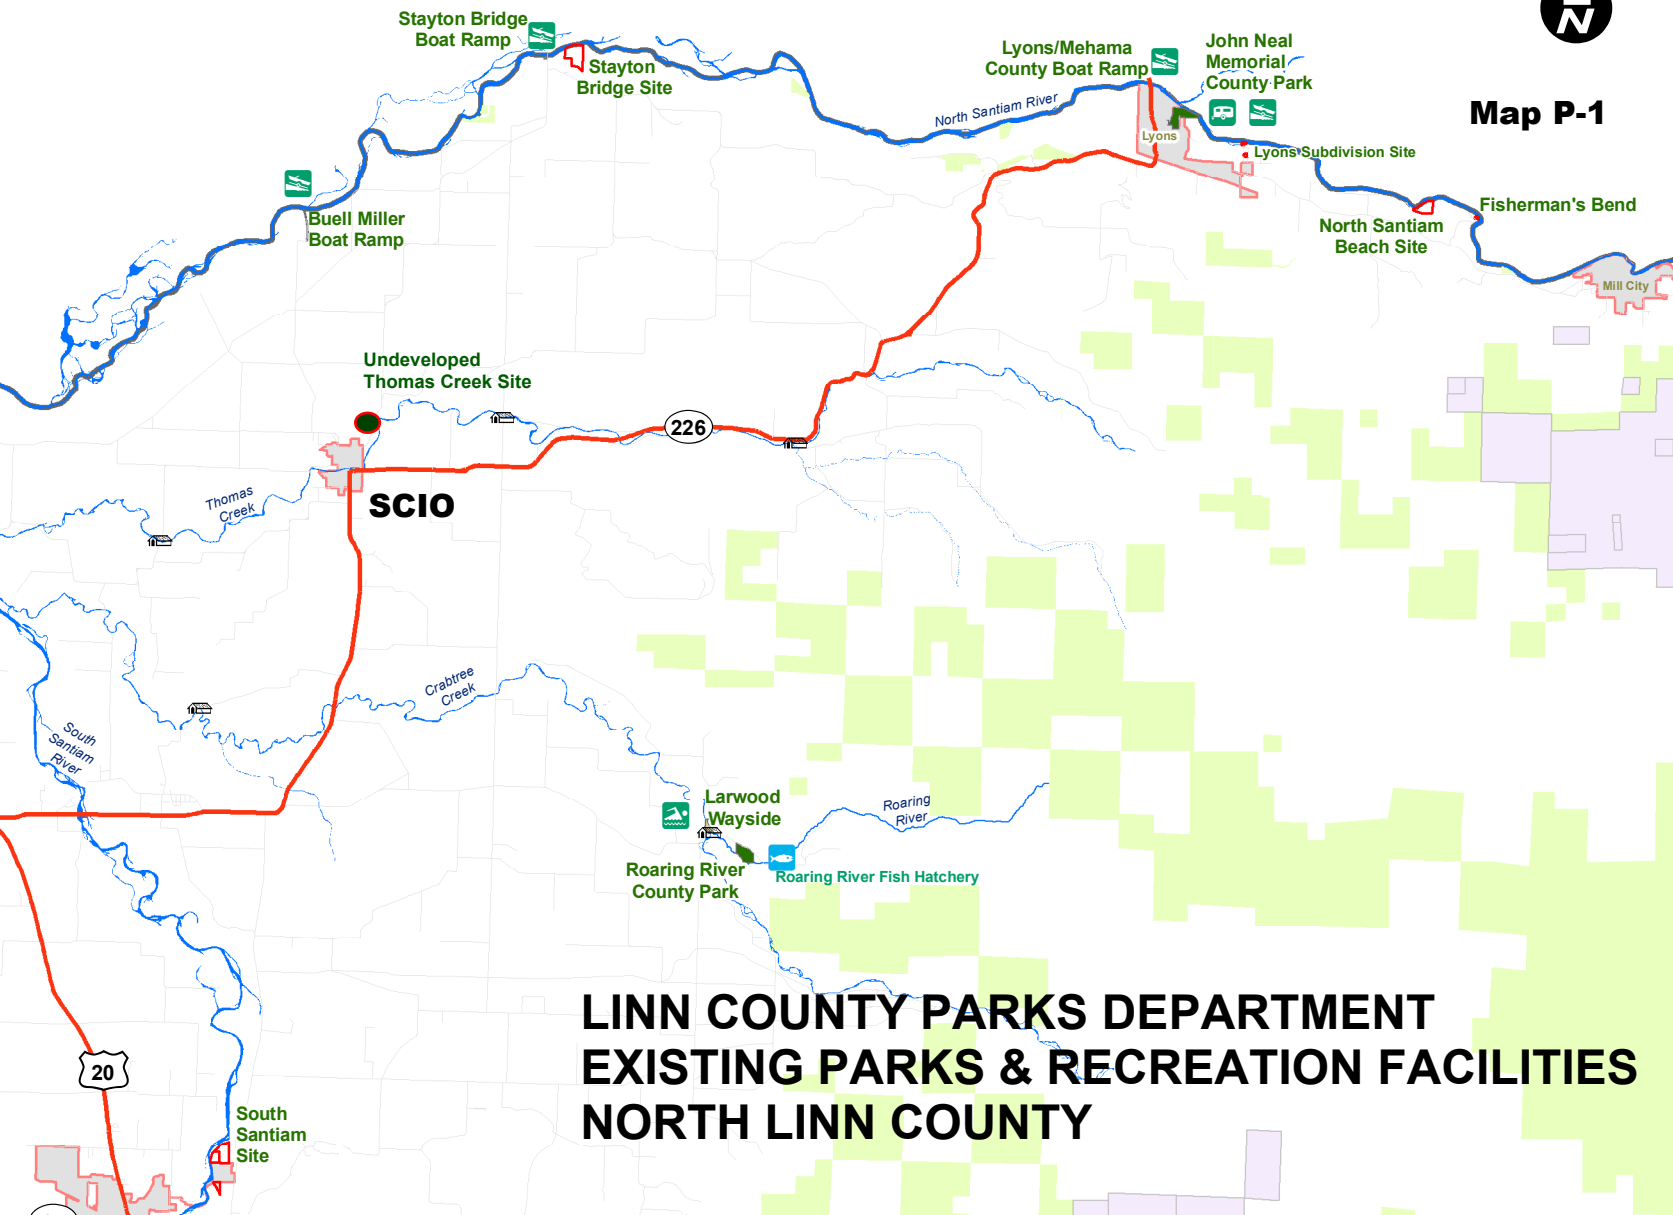 Stayton Bridge
Boat Ramp
Stayton
Bridge Site
Lyons/Mehama
County Boat Ramp
John Neal
Memorial
County Park
N
Map P-1
North Santiam River
Lyons
Lyons Subdivision Site
Fisherman's Bend
North Santiam
Beach Site
Mill City
Buell Miller
Boat Ramp
Undeveloped
Thomas Creek Site
226
SCIO
Thomas
Creek
Crabtree
Creek
South
Santiam
River
Larwood
Wayside
Roaring
River
Roaring River
County Park
Roaring River Fish Hatchery
LINN COUNTY PARKS DEPARTMENT
EXISTING PARKS & RECREATION FACILITIES
NORTH LINN COUNTY
20
South
Santiam
Site